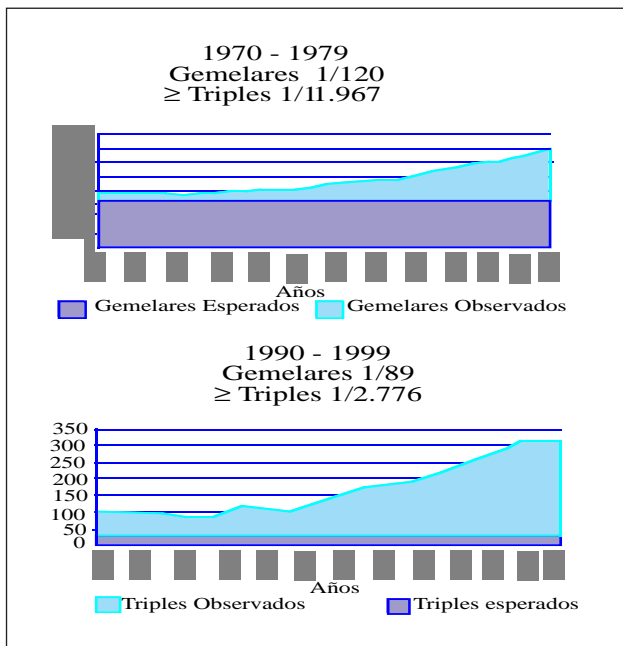 1970 - 1979
Gemelares 1/120
≥ Triples 1/11.967
Años
Gemelares Esperados Gemelares Observados
1990 - 1999
Gemelares 1/89
≥ Triples 1/2.776
350
300
250
200
150
100
50
0
Años
Triples Observados Triples esperados